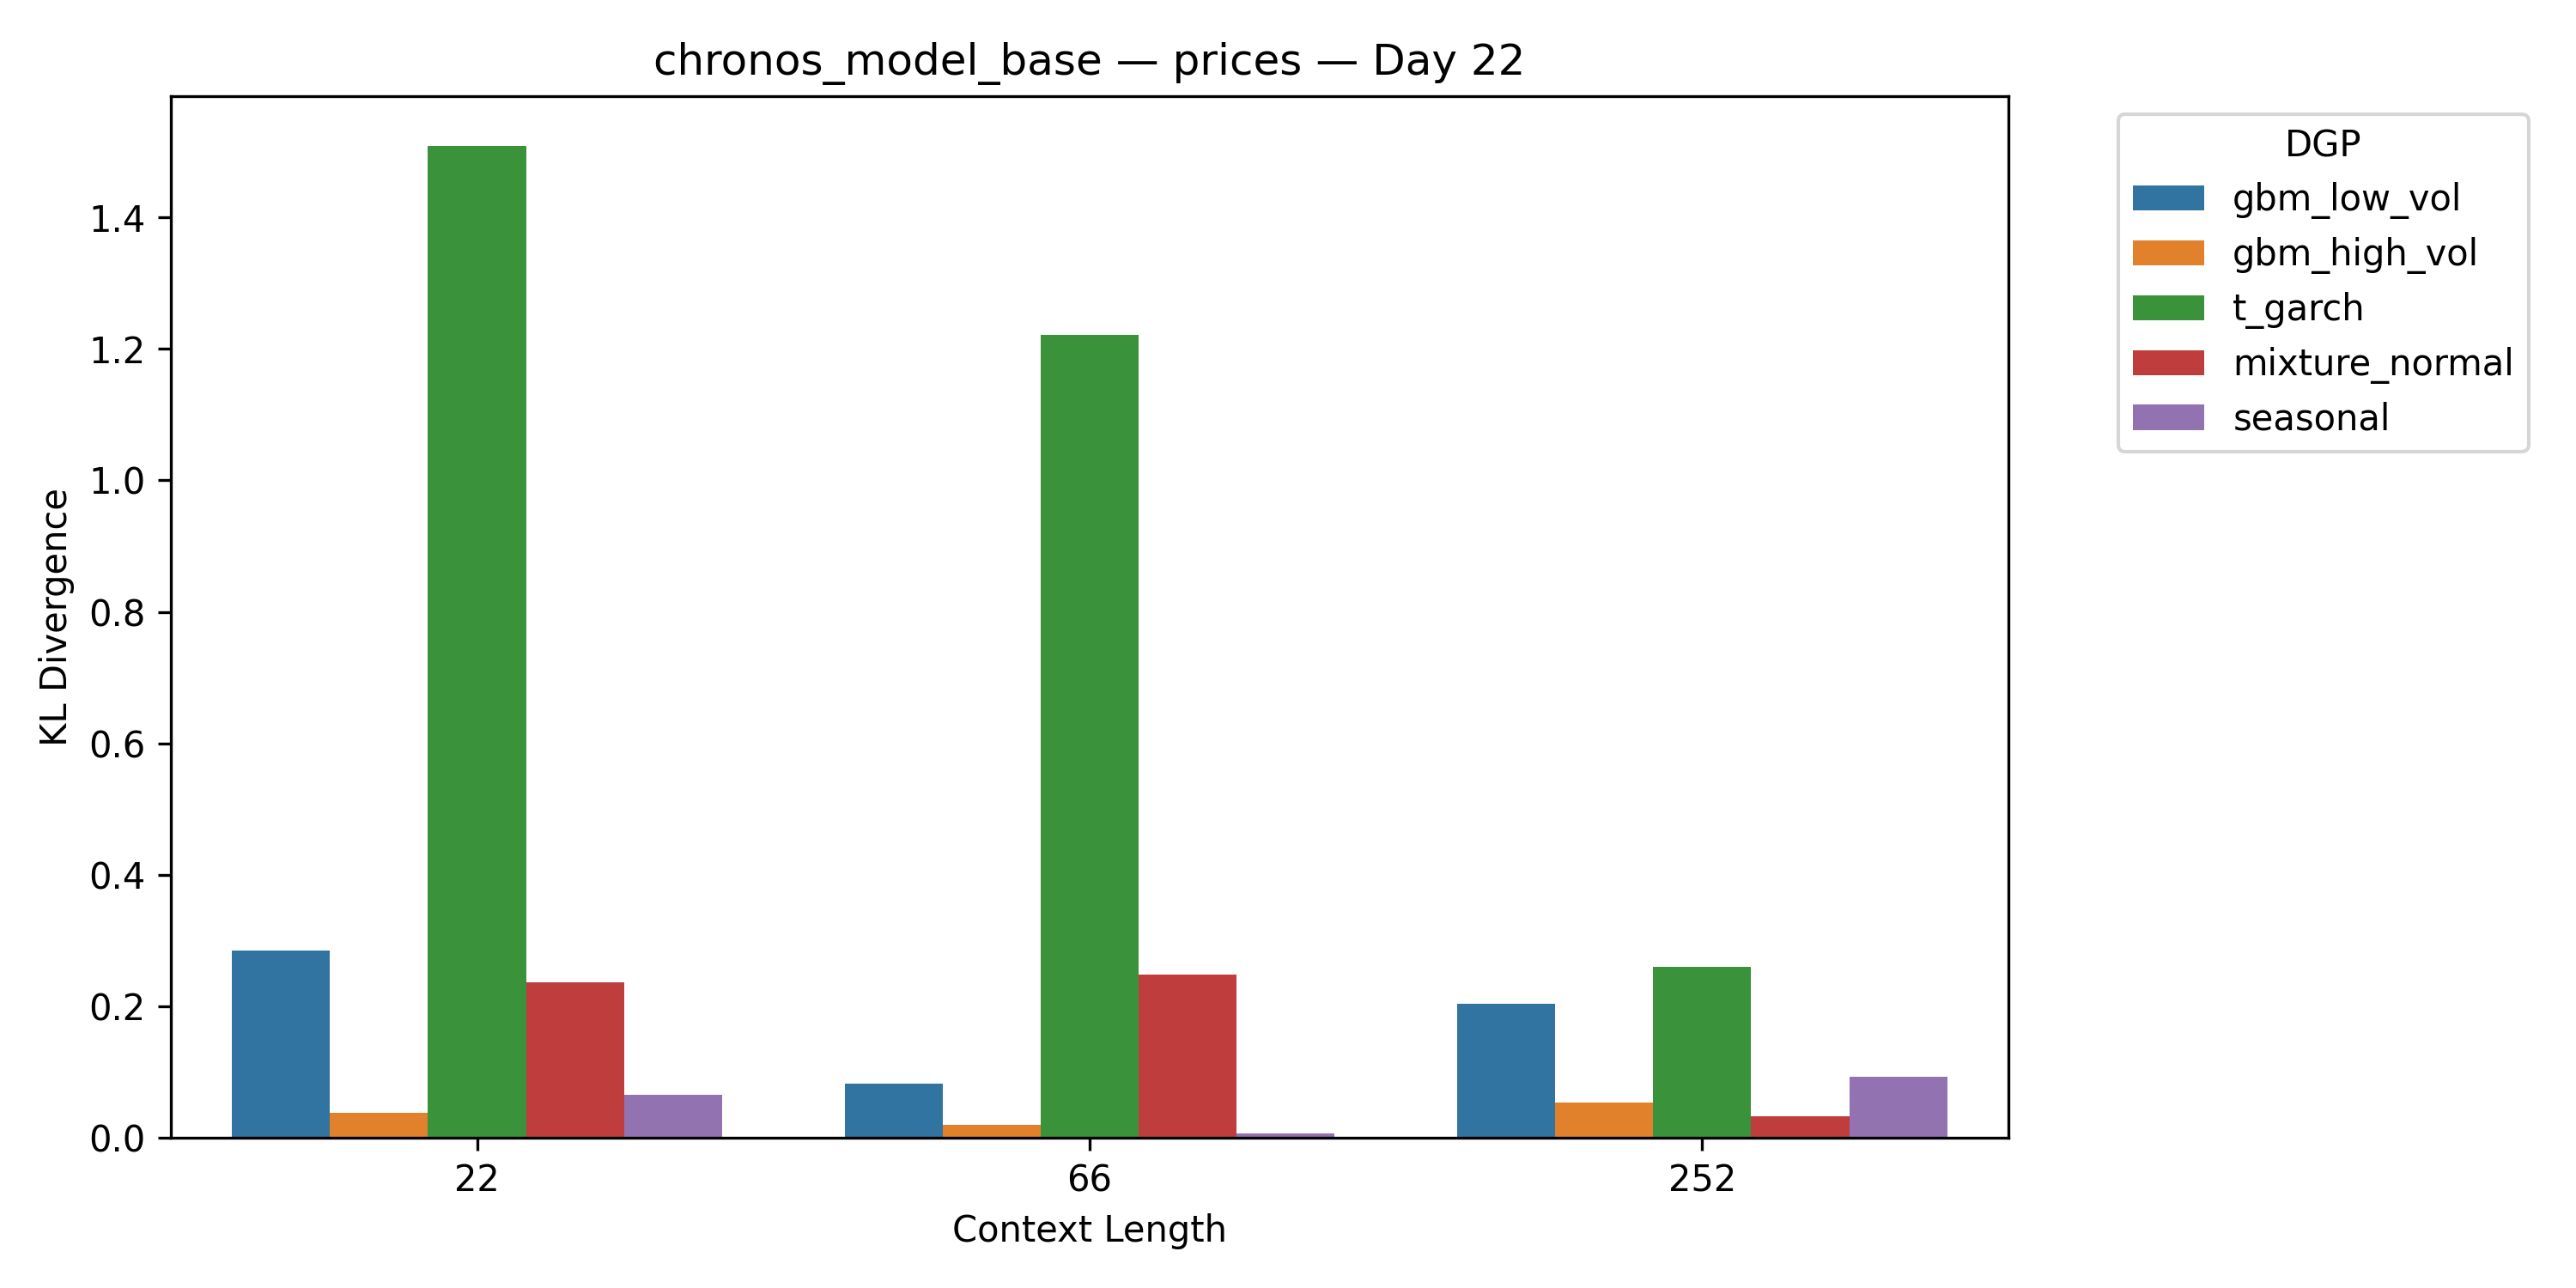 chronos_model_base — prices — Day 22
KL Divergence
1.4
1.2
1.0
0.8
0.6
0.4
0.2
0.0
22
66
252
Context Length
DGP
gbm_low_vol
gbm_high_vol
t_garch
mixture_normal
seasonal